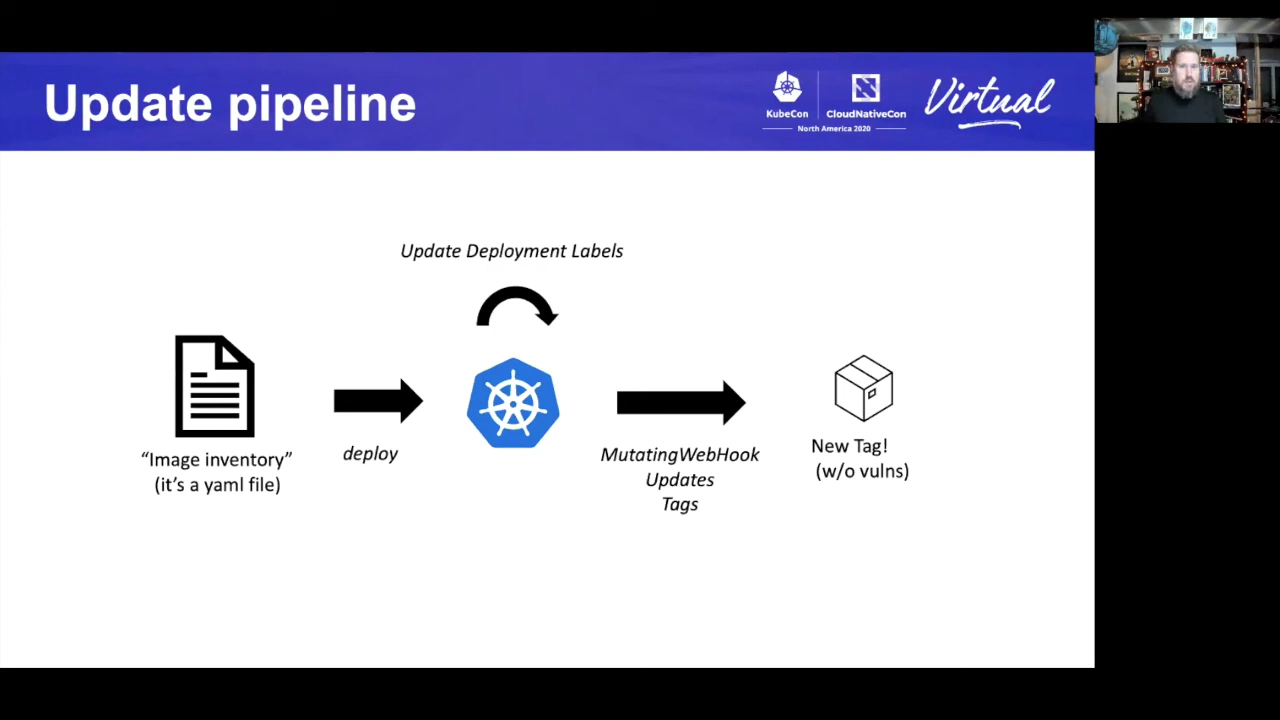 Update pipeline
KubeCon
CloudNativeCon
North America 2020
Virtual
Update Deployment Labels
“Image inventory”
(it’s a yaml file)
deploy
MutatingWebHook
Updates
Tags
New Tag!
(w/o vulns)